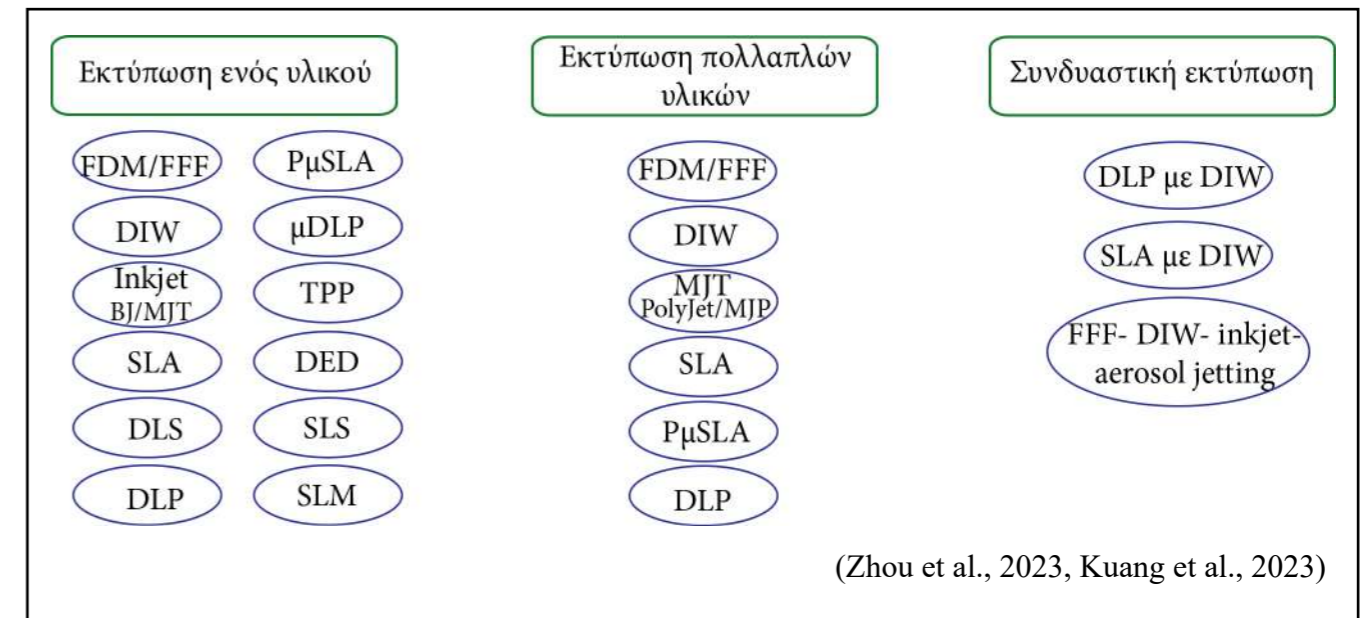 Εκτύπωση ενός υλικού
FDM/FFF
PμSLA
DIW
μDLP
Inkjet
BJ/MJT
TPP
SLA
DED
DLS
SLS
DLP
SLM
Εκτύπωση πολλαπλών
υλικών
FDM/FFF
DIW
MJT
PolyJet/MJP
SLA
PμSLA
DLP
Συνδυαστική εκτύπωση
DLP με DIW
SLA με DIW
FFF- DIW- inkjet-
aerosol jetting
(Zhou et al., 2023, Kuang et al., 2023)